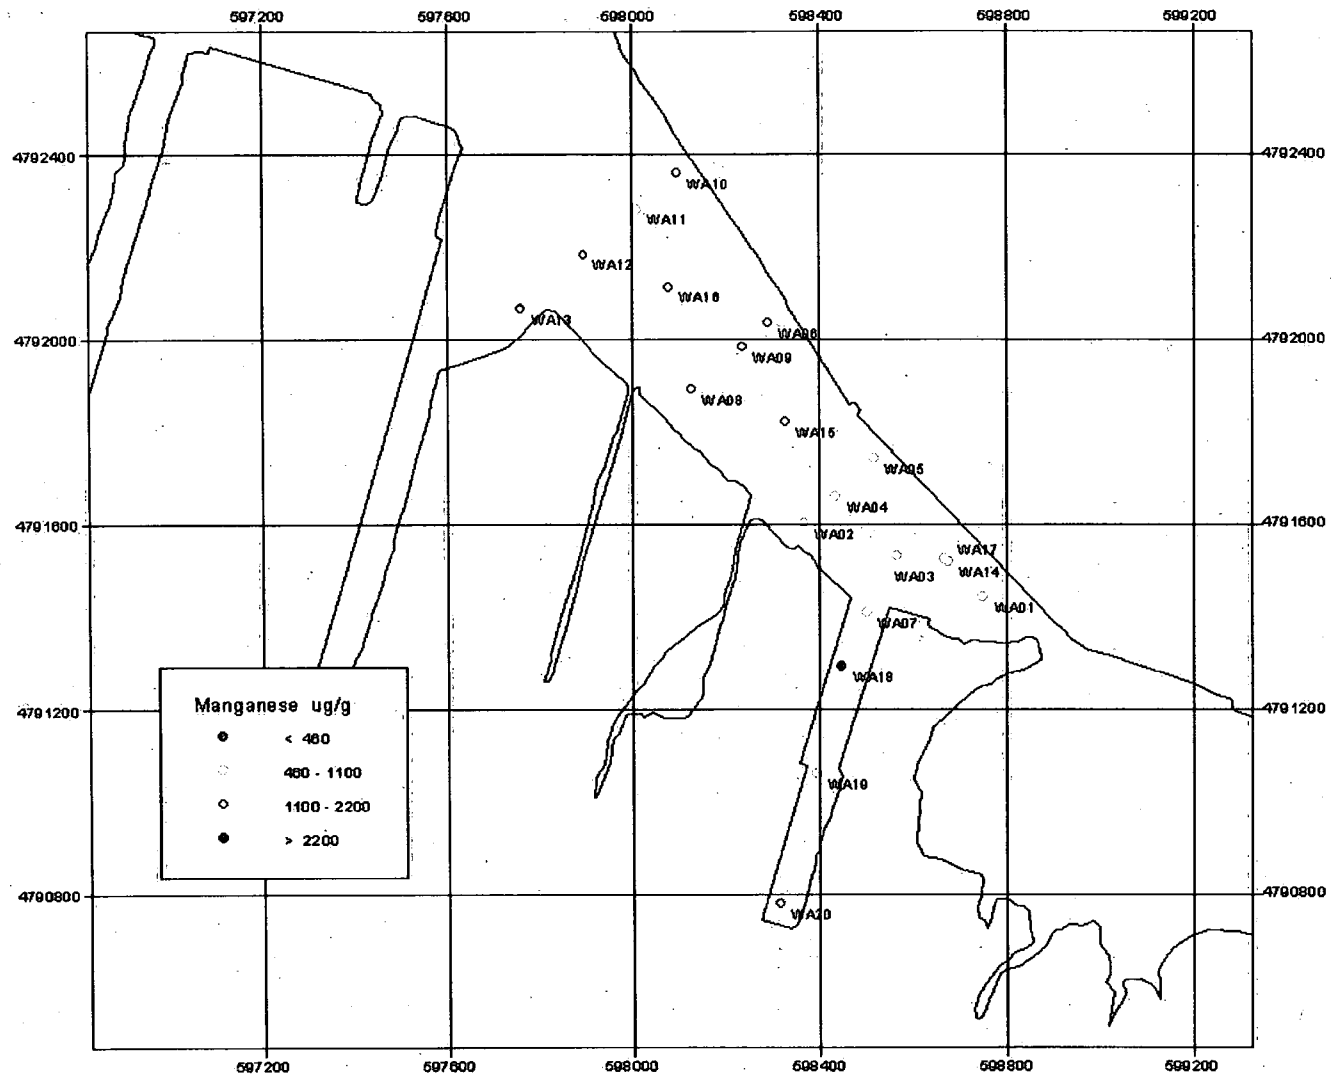 597200 597600 598000 598400 598800 599200
4792400 4792400
WA10
WA11
WA12
WA16
WA13
WA06
4792000 4792000
WA09
WA08
WA15
WA05
WA04
4791600 4791600
WA02
WA17
WA14
WA03
WA01
WA07
WA18
Manganese ug/g
4791200 4791200
< 460
460 - 1100
WA19
1100 - 2200
> 2200
4790800 4790800
WA20
597200 597600 598000 598400 598800 599200